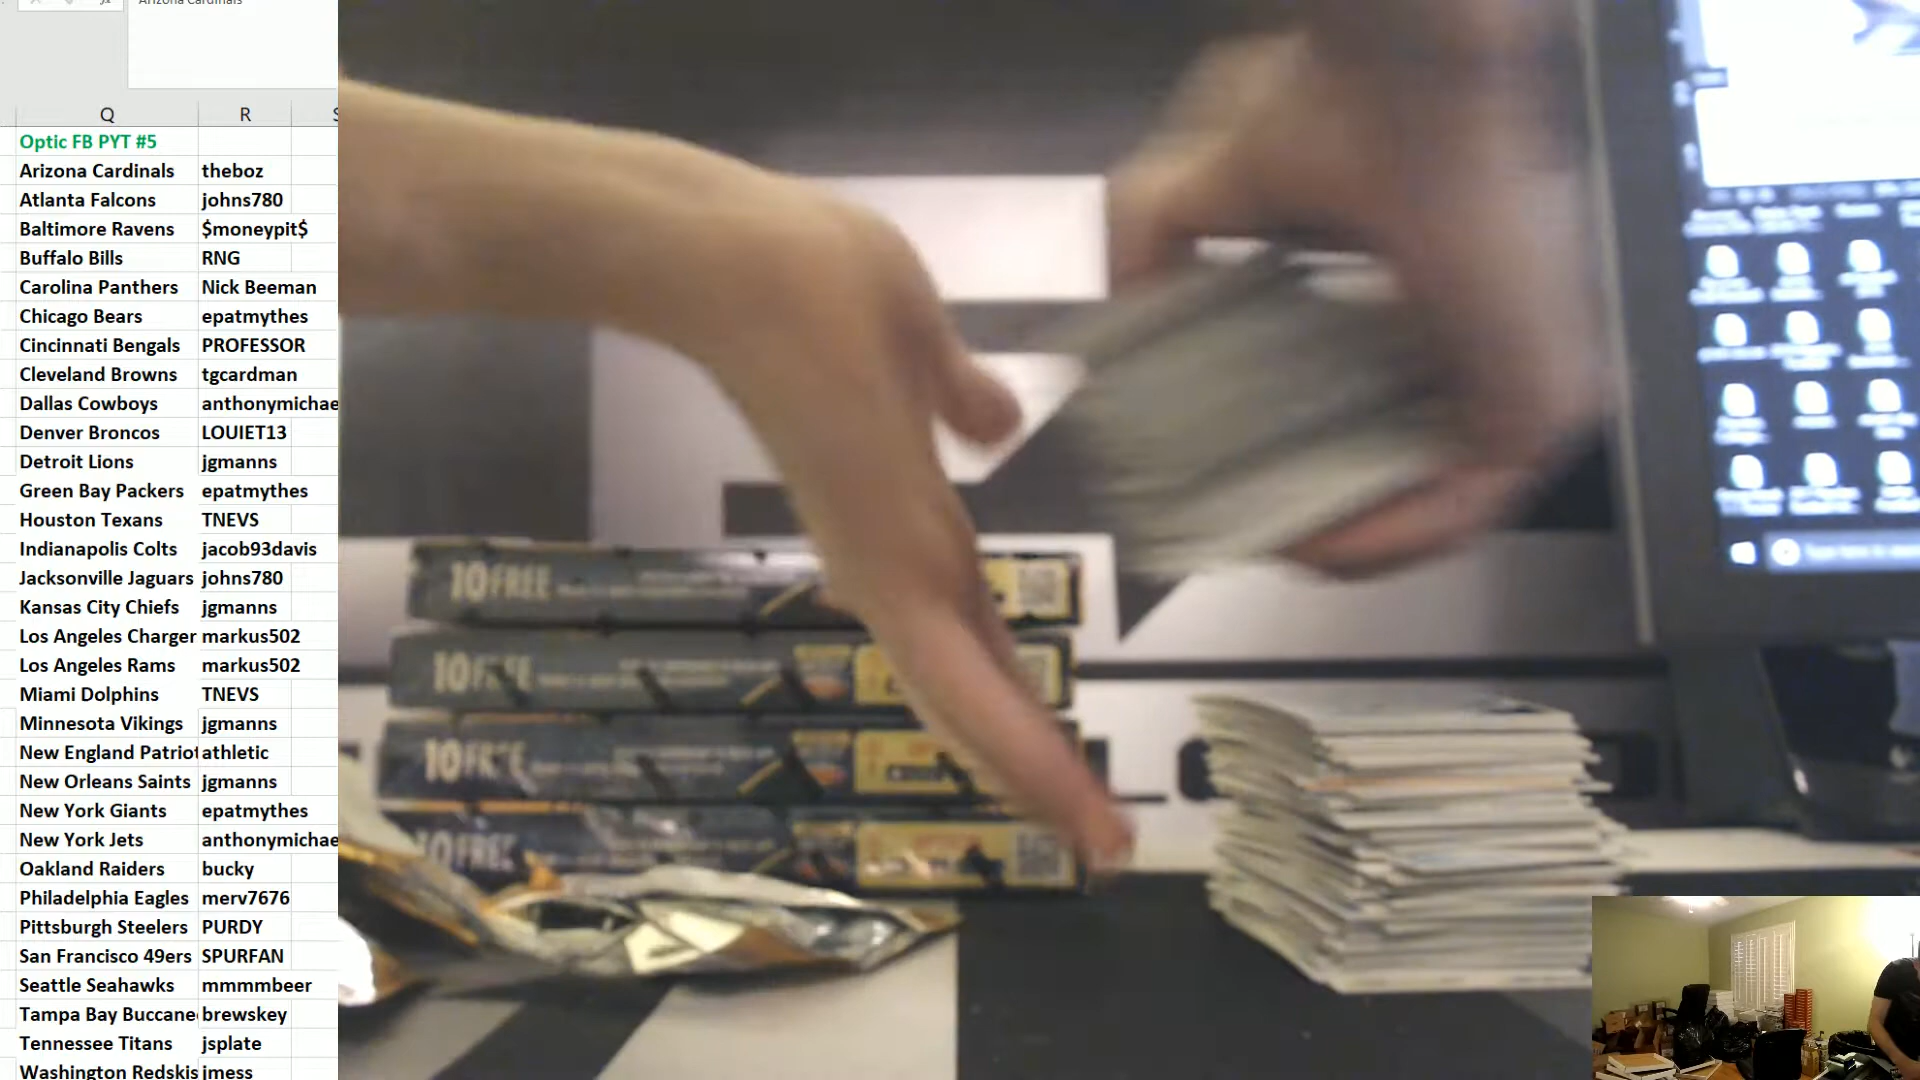 Arizona Cardinals
Q R
Optic FB PYT #5
Arizona Cardinals theboz
Atlanta Falcons johns780
Baltimore Ravens $moneypit$
Buffalo Bills RNG
Carolina Panthers Nick Beeman
Chicago Bears epatmythes
Cincinnati Bengals PROFESSOR
Cleveland Browns tgcardman
Dallas Cowboys anthonymichae
Denver Broncos LOUIET13
Detroit Lions jgmanns
Green Bay Packers epatmythes
Houston Texans TNEVS
Indianapolis Colts jacob93davis
Jacksonville Jaguars johns780
Kansas City Chiefs jgmanns
Los Angeles Charger markus502
Los Angeles Rams markus502
Miami Dolphins TNEVS
Minnesota Vikings jgmanns
New England Patriot athletic
New Orleans Saints jgmanns
New York Giants epatmythes
New York Jets anthonymichae
Oakland Raiders bucky
Philadelphia Eagles merv7676
Pittsburgh Steelers PURDY
San Francisco 49ers SPURFAN
Seattle Seahawks mmmmbeer
Tampa Bay Buccane brewskey
Tennessee Titans jsplate
Washington Redskis jmess
10 FREE
10 FREE
10 FREE
10 FREE